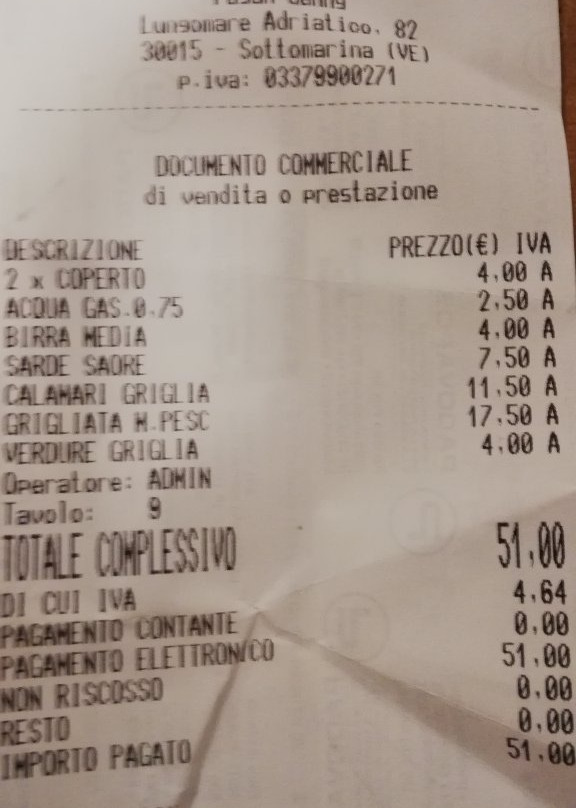 Lungomare Adriatico, 82
30015 - Sottomarina (VE)
p.iva: 03379900271
DOCUMENTO COMMERCIALE
di vendita o prestazione
DESCRIZIONE PREZZO(€) IVA
2 x COPERTO 4,00 A
ACQUA GAS.0.75 2,50 A
BIRRA MEDIA 4,00 A
SARDE SAORE 7,50 A
CALAMARI GRIGLIA 11,50 A
GRIGLIATA M.PESC 17,50 A
VERDURE GRIGLIA 4,00 A
Operatore: ADMIN
Tavolo: 9
TOTALE COMPLESSIVO 51,00
DI CUI IVA 4,64
PAGAMENTO CONTANTE 0,00
PAGAMENTO ELETTRONICO 51,00
NON RISCOSSO 0,00
RESTO 0,00
IMPORTO PAGATO 51,00